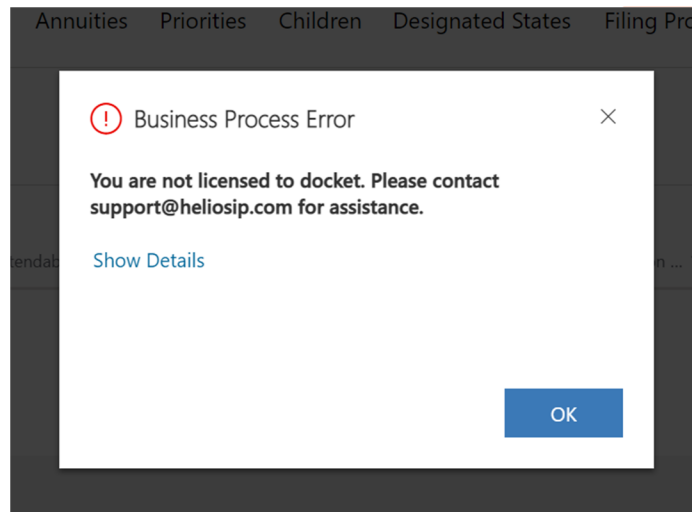 Annuities Priorities Children Designated States Filing
Business Process Error
You are not licensed to docket. Please contact
support@heliosip.com for assistance.
Show Details
OK